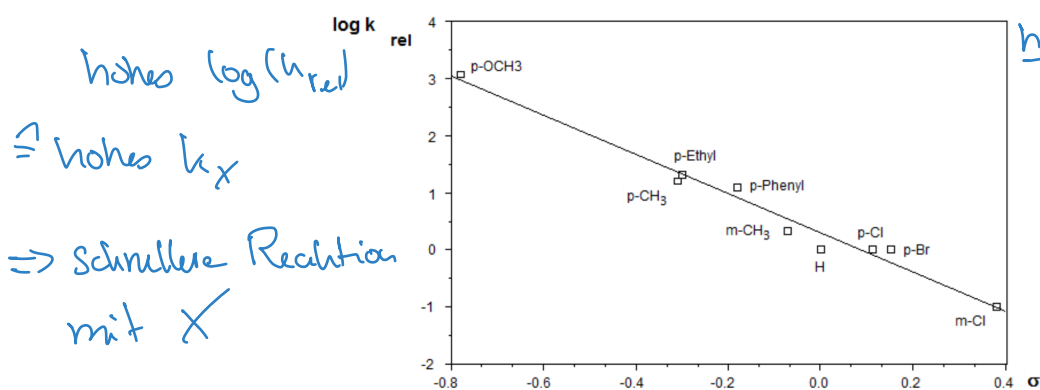 hohes log(k_rel)
≙ hohes k_X
=> schnellere Reaktion
mit X
log k rel
4
3
2
1
0
-1
-2
p-OCH3
p-Ethyl
p-CH₃
p-Phenyl
m-CH₃
H
p-Cl
p-Br
m-Cl
-0.8
-0.6
-0.4
-0.2
0.0
0.2
0.4
σ